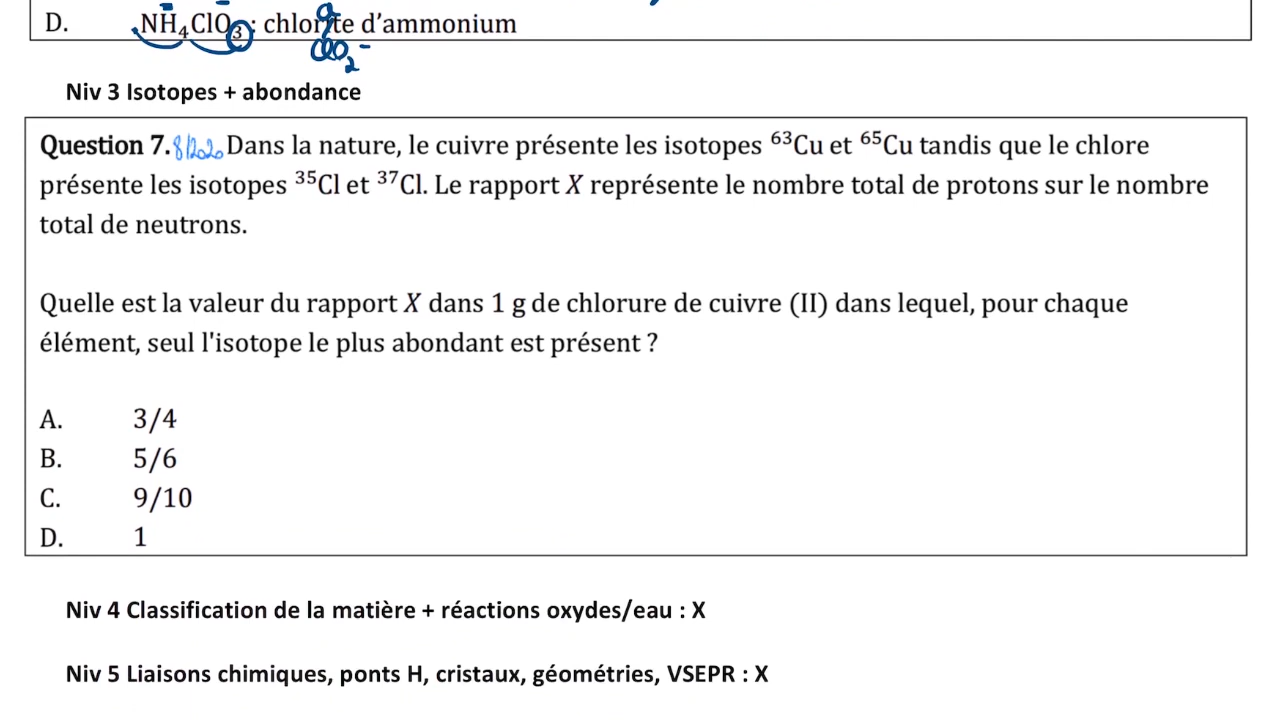 D. NH₄ClO₃ : chlorite d’ammonium
ClO₂⁻
Niv 3 Isotopes + abondance
Question 7. 8/2020 Dans la nature, le cuivre présente les isotopes ⁶³Cu et ⁶⁵Cu tandis que le chlore
présente les isotopes ³⁵Cl et ³⁷Cl. Le rapport X représente le nombre total de protons sur le nombre
total de neutrons.
Quelle est la valeur du rapport X dans 1 g de chlorure de cuivre (II) dans lequel, pour chaque
élément, seul l'isotope le plus abondant est présent ?
A. 3/4
B. 5/6
C. 9/10
D. 1
Niv 4 Classification de la matière + réactions oxydes/eau : X
Niv 5 Liaisons chimiques, ponts H, cristaux, géométries, VSEPR : X